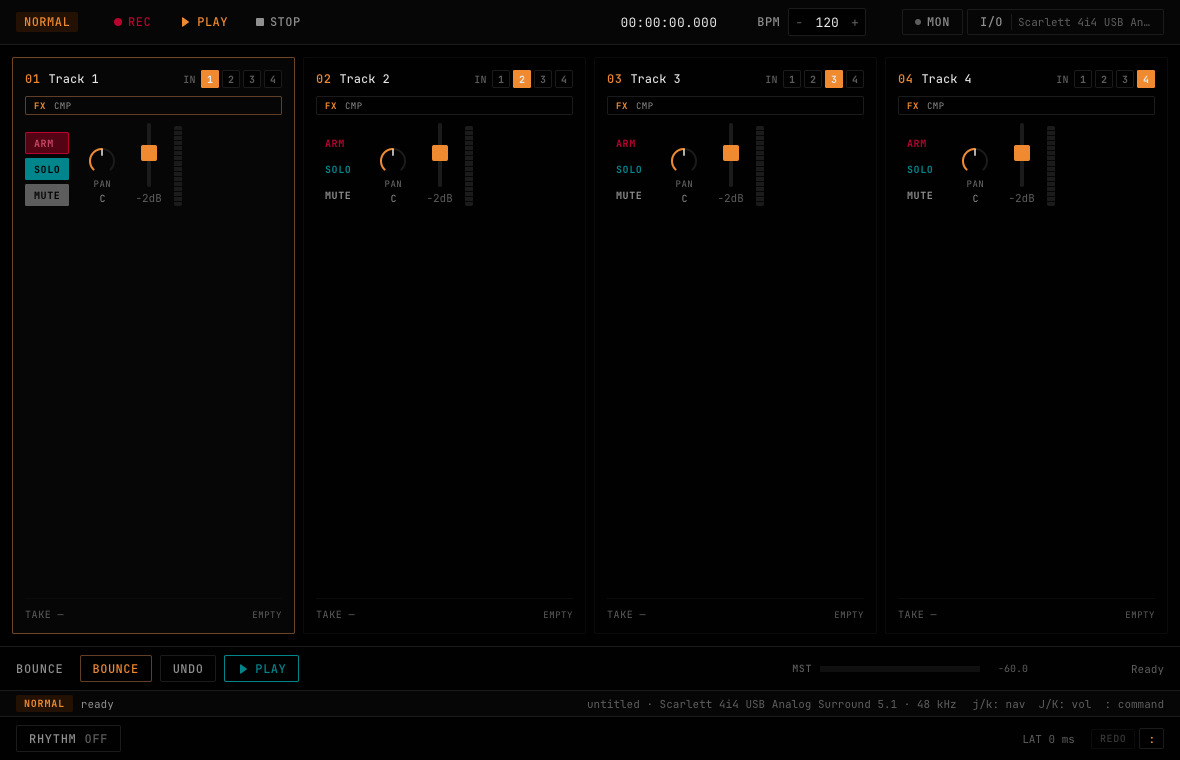 NORMAL REC PLAY STOP 00:00:00.000 BPM - 120 + MON I/O Scarlett 4i4 USB An…
01 Track 1 IN 1 2 3 4 02 Track 2 IN 1 2 3 4 03 Track 3 IN 1 2 3 4 04 Track 4 IN 1 2 3 4
FX CMP FX CMP FX CMP FX CMP
ARM ARM ARM ARM
SOLO SOLO SOLO SOLO
PAN PAN PAN PAN
MUTE C -2dB MUTE C -2dB MUTE C -2dB MUTE C -2dB
TAKE — EMPTY TAKE — EMPTY TAKE — EMPTY TAKE — EMPTY
BOUNCE BOUNCE UNDO PLAY MST -60.0 Ready
NORMAL ready untitled · Scarlett 4i4 USB Analog Surround 5.1 · 48 kHz j/k: nav J/K: vol : command
RHYTHM OFF LAT 0 ms REDO :